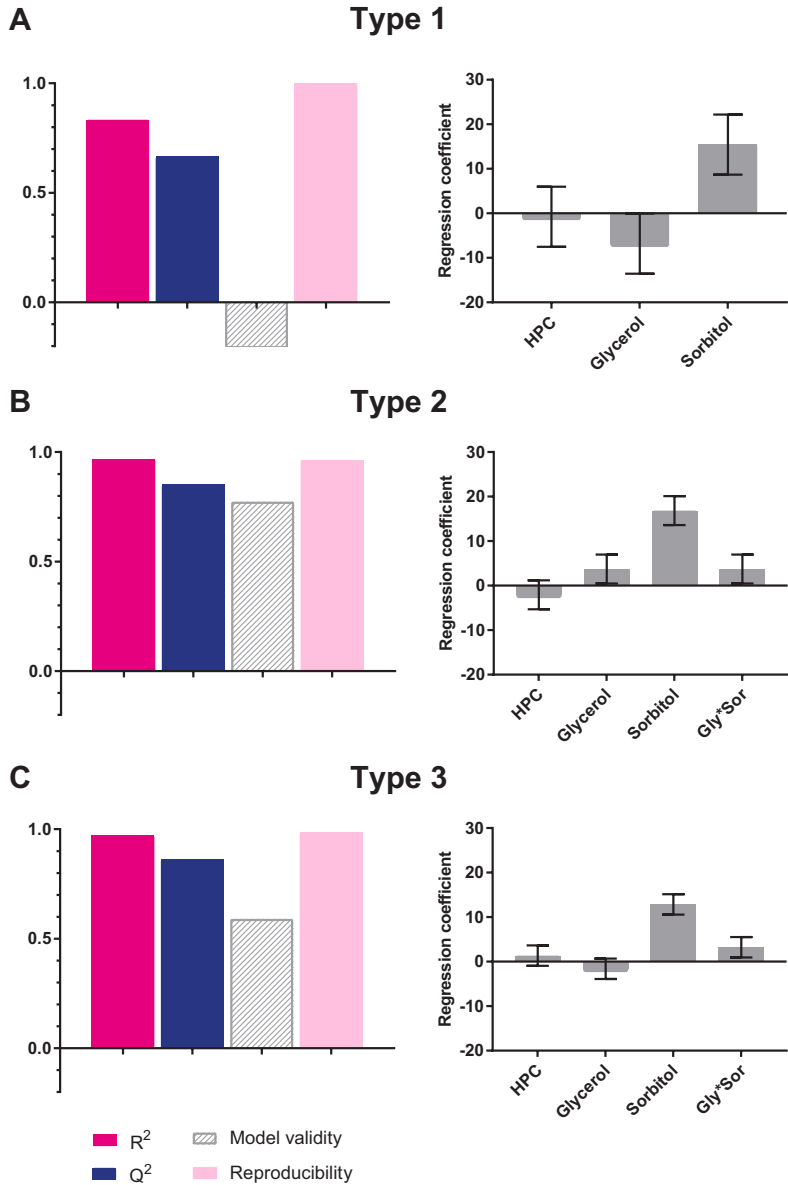 A
Type 1
1.0
0.5
0.0
Regression coefficient
30
20
10
0
-10
-20
HPC
Glycerol
Sorbitol
B
Type 2
1.0
0.5
0.0
Regression coefficient
30
20
10
0
-10
-20
HPC
Glycerol
Sorbitol
Gly*Sor
C
Type 3
1.0
0.5
0.0
Regression coefficient
30
20
10
0
-10
-20
HPC
Glycerol
Sorbitol
Gly*Sor
R²
Model validity
Q²
Reproducibility